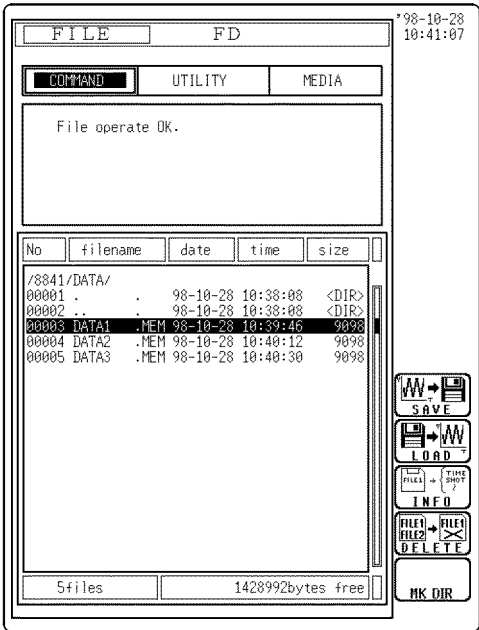 '98-10-28
10:41:07
FILE FD
COMMAND UTILITY MEDIA
File operate OK.
No filename date time size
/8841/DATA/
00001 . . 98-10-28 10:38:08 <DIR>
00002 .. . 98-10-28 10:38:08 <DIR>
00003 DATA1 .MEM 98-10-28 10:39:46 9098
00004 DATA2 .MEM 98-10-28 10:40:12 9098
00005 DATA3 .MEM 98-10-28 10:40:30 9098
5files 1428992bytes free
SAVE
LOAD
FILE1 TIME SHOT
INFO
FILE1 FILE1
FILE2
DELETE
MK DIR